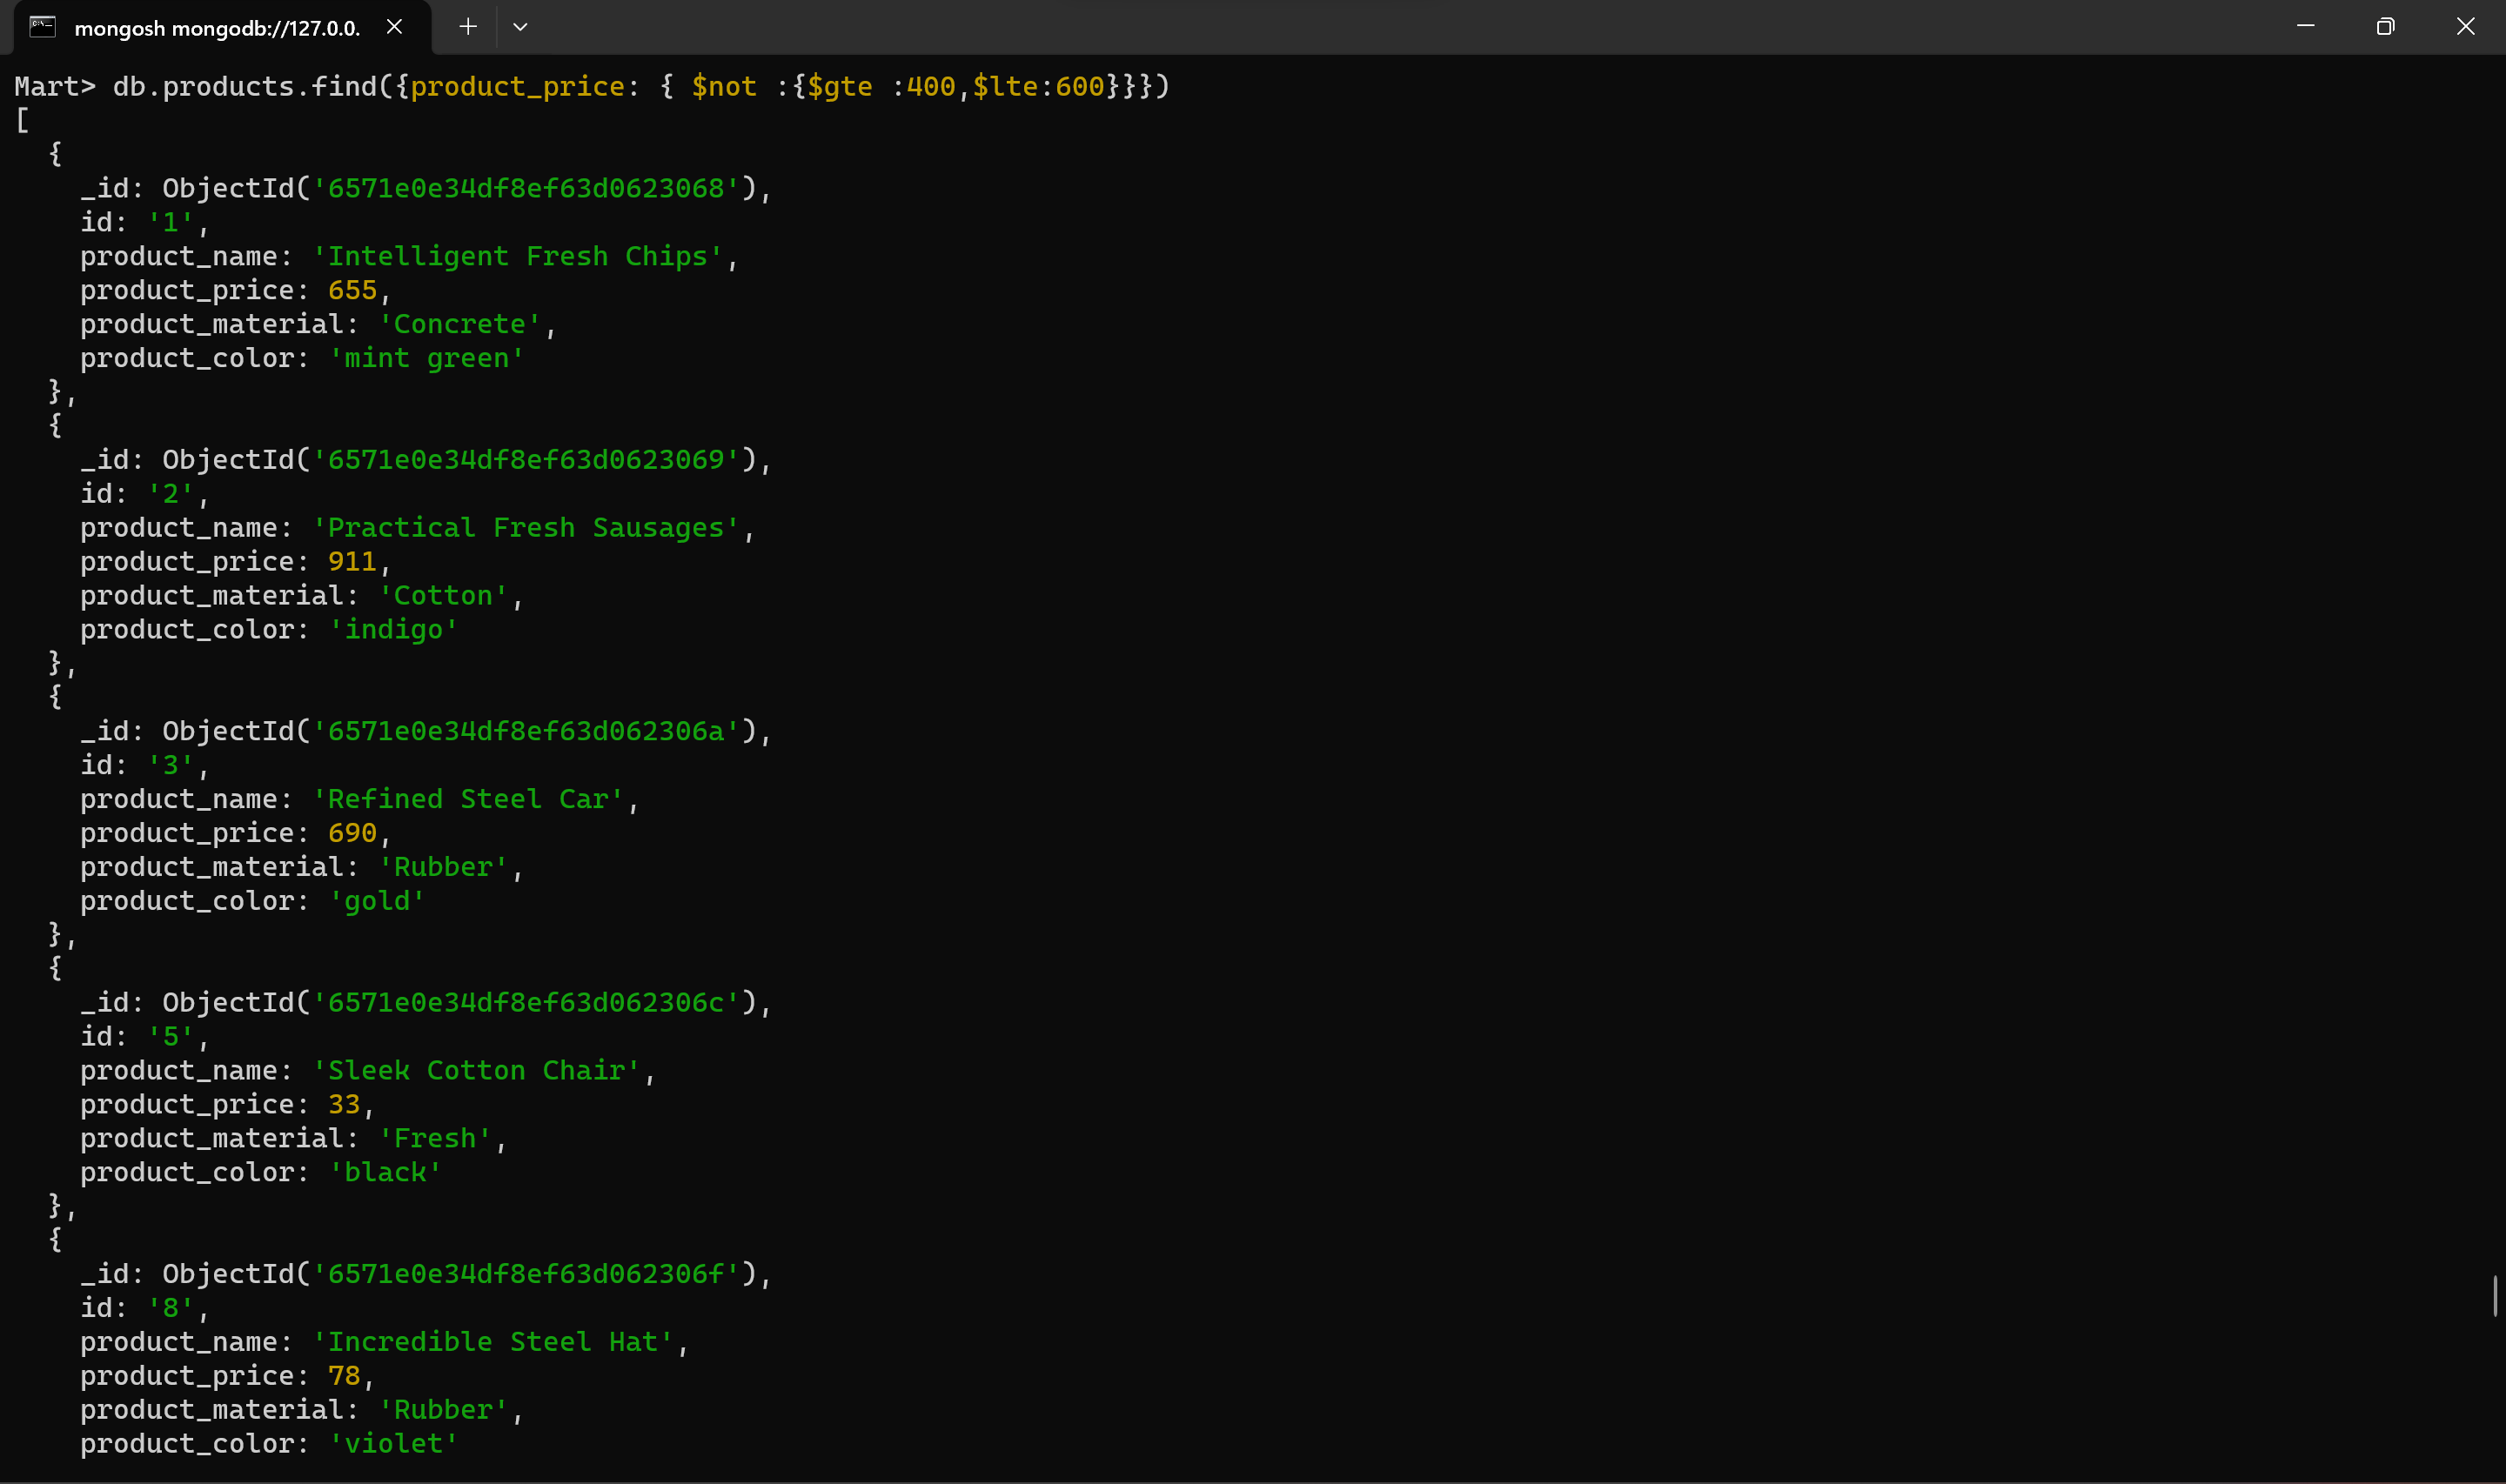 mongosh mongodb://127.0.0.
Mart> db.products.find({product_price: { $not :{$gte :400,$lte:600}}})
[
  {
    _id: ObjectId('6571e0e34df8ef63d0623068'),
    id: '1',
    product_name: 'Intelligent Fresh Chips',
    product_price: 655,
    product_material: 'Concrete',
    product_color: 'mint green'
  },
  {
    _id: ObjectId('6571e0e34df8ef63d0623069'),
    id: '2',
    product_name: 'Practical Fresh Sausages',
    product_price: 911,
    product_material: 'Cotton',
    product_color: 'indigo'
  },
  {
    _id: ObjectId('6571e0e34df8ef63d062306a'),
    id: '3',
    product_name: 'Refined Steel Car',
    product_price: 690,
    product_material: 'Rubber',
    product_color: 'gold'
  },
  {
    _id: ObjectId('6571e0e34df8ef63d062306c'),
    id: '5',
    product_name: 'Sleek Cotton Chair',
    product_price: 33,
    product_material: 'Fresh',
    product_color: 'black'
  },
  {
    _id: ObjectId('6571e0e34df8ef63d062306f'),
    id: '8',
    product_name: 'Incredible Steel Hat',
    product_price: 78,
    product_material: 'Rubber',
    product_color: 'violet'